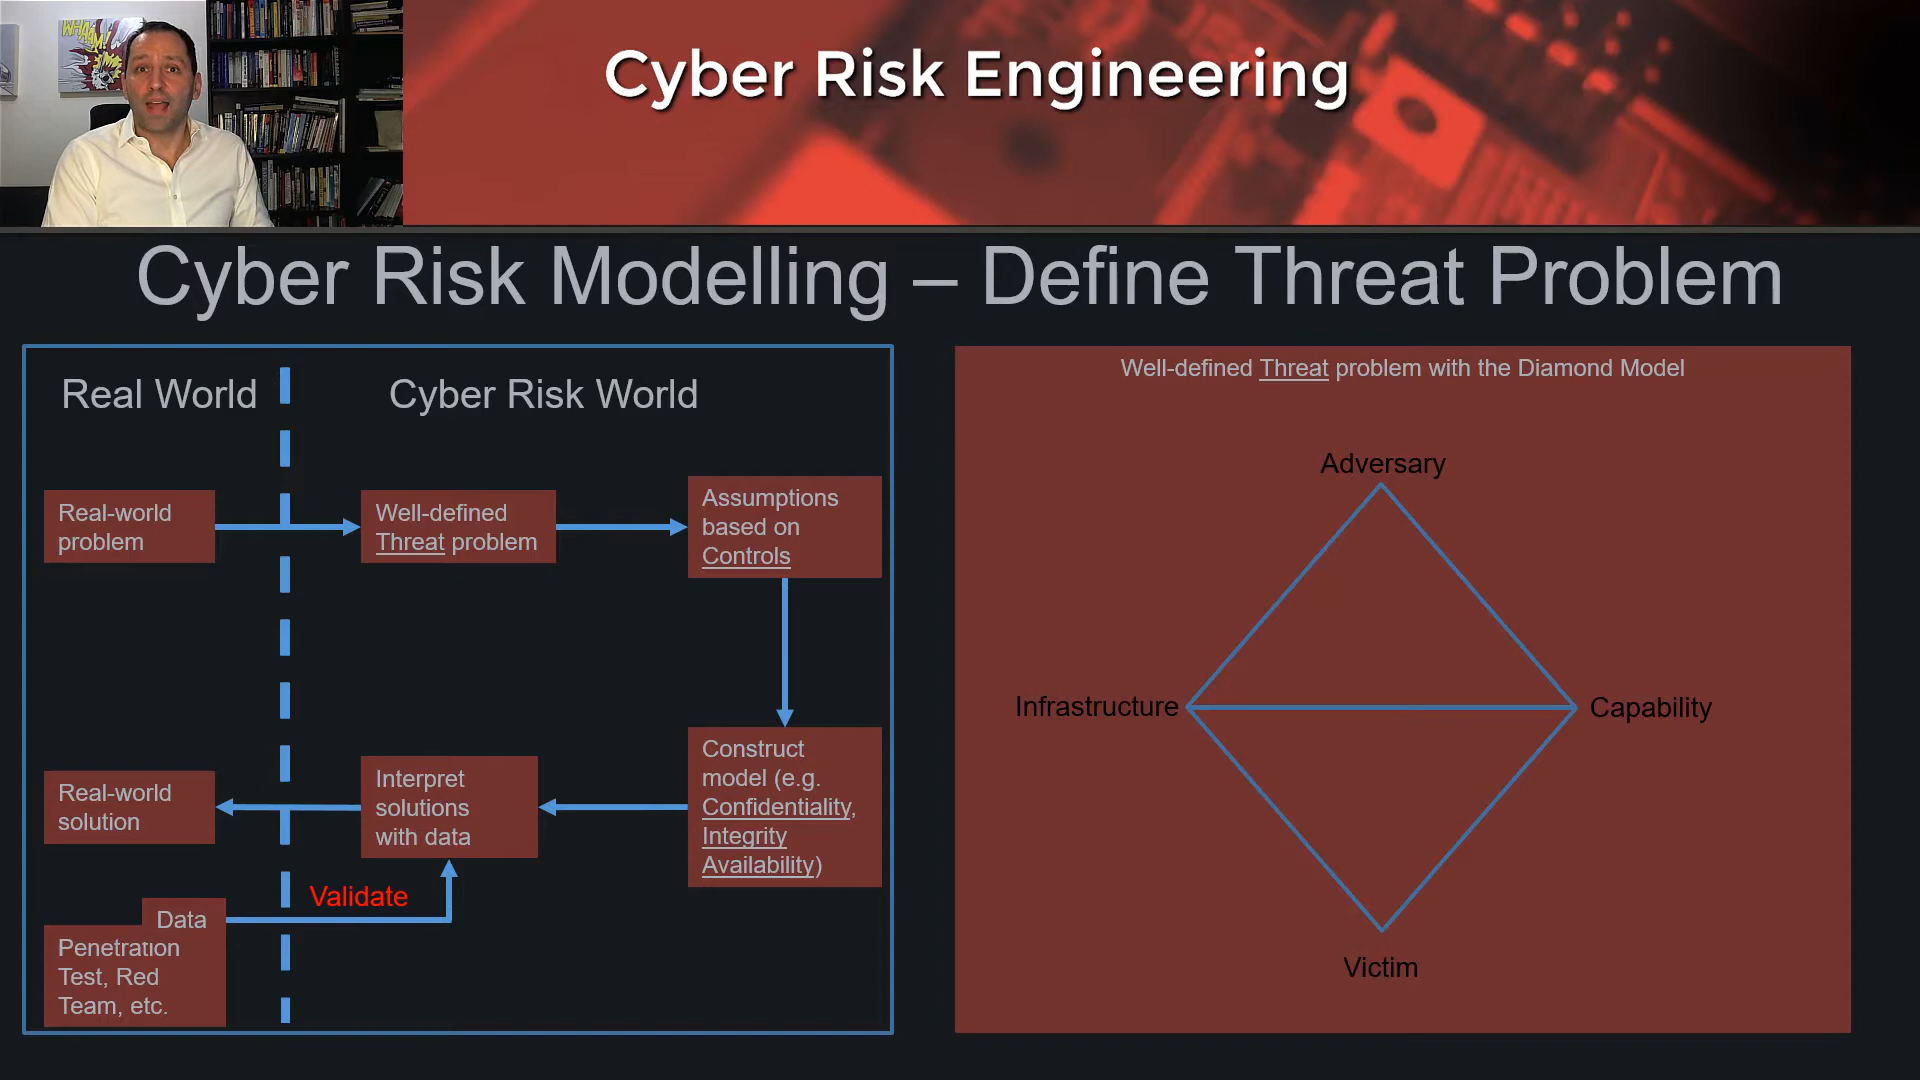 WHAAM!
Cyber Risk Engineering
Cyber Risk Modelling – Define Threat Problem
Real World
Cyber Risk World
Real-world
problem
Well-defined
Threat problem
Assumptions
based on
Controls
Construct
model (e.g.
Confidentiality,
Integrity
Availability)
Interpret
solutions
with data
Real-world
solution
Validate
Data
Penetration
Test, Red
Team, etc.
Well-defined Threat problem with the Diamond Model
Adversary
Infrastructure
Capability
Victim